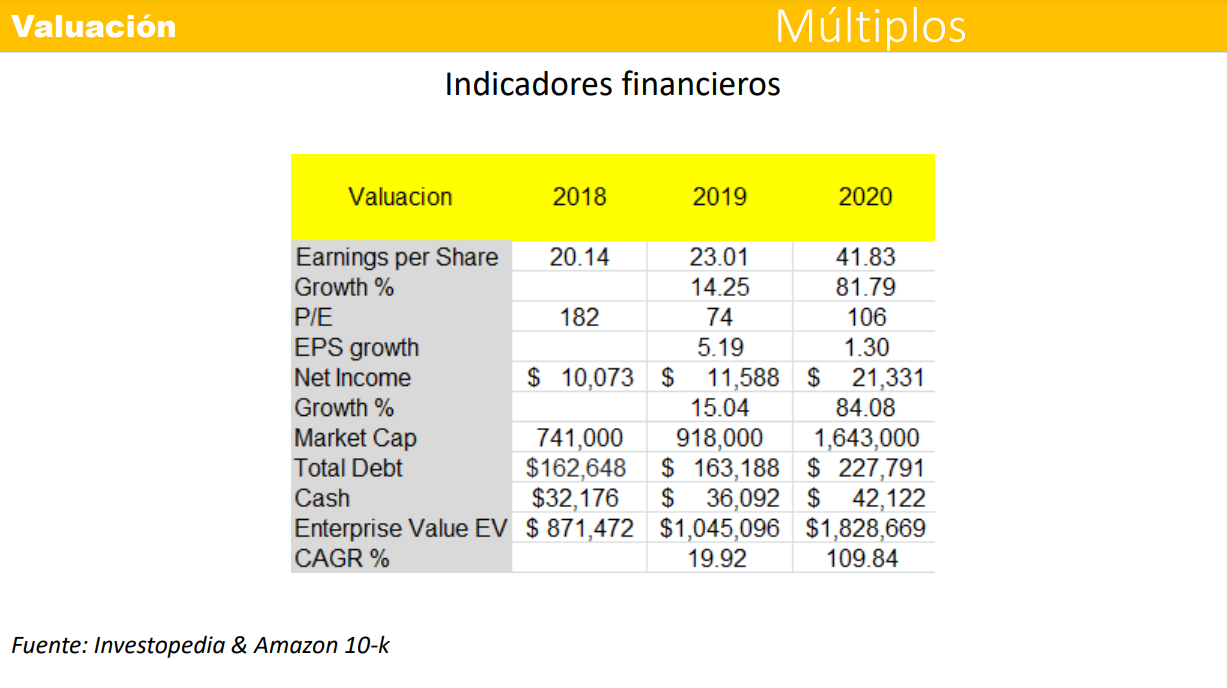 Valuación
Múltiplos
Indicadores financieros
Valuacion 2018 2019 2020
Earnings per Share 20.14 23.01 41.83
Growth % 14.25 81.79
P/E 182 74 106
EPS growth 5.19 1.30
Net Income $ 10,073 $ 11,588 $ 21,331
Growth % 15.04 84.08
Market Cap 741,000 918,000 1,643,000
Total Debt $162,648 $ 163,188 $ 227,791
Cash $32,176 $ 36,092 $ 42,122
Enterprise Value EV $ 871,472 $1,045,096 $1,828,669
CAGR % 19.92 109.84
Fuente: Investopedia & Amazon 10-k